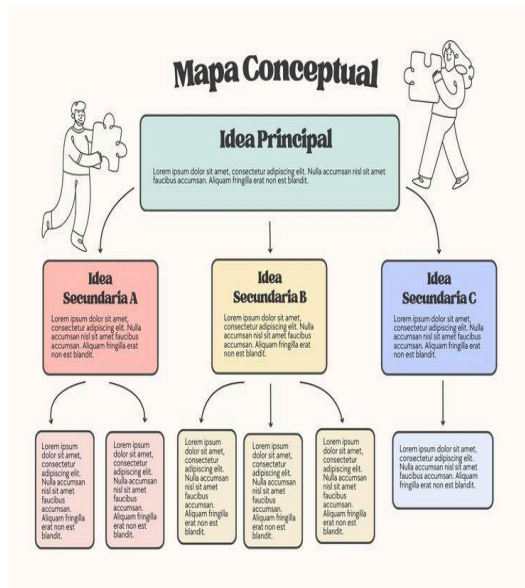 Mapa Conceptual
Idea Principal
Lorem ipsum dolor sit amet, consectetur adipiscing elit. Nulla accumsan nisl sit amet
faucibus accumsan. Aliquam fringilla erat non est blandit.
Idea
Secundaria A
Lorem ipsum dolor sit amet,
consectetur adipiscing elit. Nulla
accumsan nisl sit amet faucibus
accumsan. Aliquam fringilla erat
non est blandit.
Idea
Secundaria B
Lorem ipsum dolor sit amet,
consectetur adipiscing elit. Nulla
accumsan nisl sit amet faucibus
accumsan. Aliquam fringilla erat
non est blandit.
Idea
Secundaria C
Lorem ipsum dolor sit amet,
consectetur adipiscing elit. Nulla
accumsan nisl sit amet faucibus
accumsan. Aliquam fringilla erat
non est blandit.
Lorem ipsum
dolor sit amet,
consectetur
adipiscing elit.
Nulla accumsan
nisl sit amet
faucibus
accumsan.
Aliquam fringilla
erat non est
blandit.
Lorem ipsum
dolor sit amet,
consectetur
adipiscing elit.
Nulla accumsan
nisl sit amet
faucibus
accumsan.
Aliquam fringilla
erat non est
blandit.
Lorem ipsum
dolor sit amet,
consectetur
adipiscing elit.
Nulla accumsan
nisl sit amet
faucibus
accumsan.
Aliquam fringilla
erat non est
blandit.
Lorem ipsum
dolor sit amet,
consectetur
adipiscing elit.
Nulla accumsan
nisl sit amet
faucibus
accumsan.
Aliquam fringilla
erat non est
blandit.
Lorem ipsum
dolor sit amet,
consectetur
adipiscing elit.
Nulla accumsan
nisl sit amet
faucibus
accumsan.
Aliquam fringilla
erat non est
blandit.
Lorem ipsum dolor sit amet,
consectetur adipiscing elit. Nulla
accumsan nisl sit amet faucibus
accumsan. Aliquam fringilla erat
non est blandit.